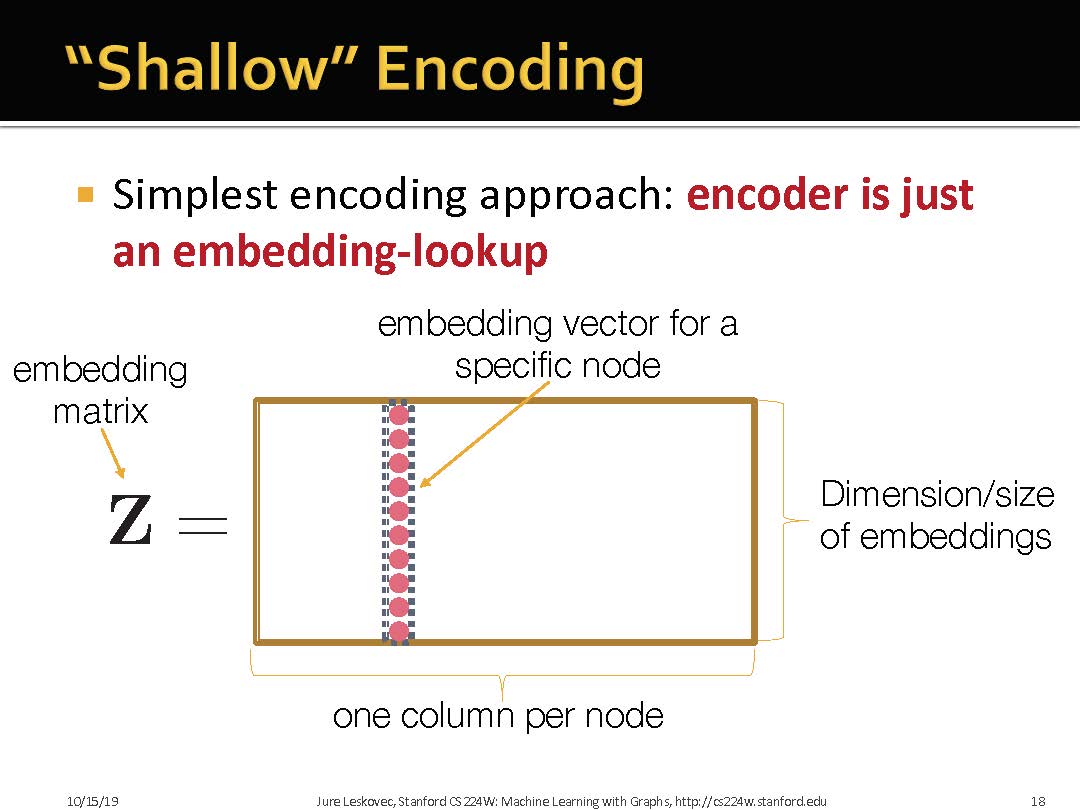 “Shallow” Encoding
Simplest encoding approach: encoder is just
an embedding-lookup
embedding vector for a
specific node
embedding
matrix
Z =
Dimension/size
of embeddings
one column per node
10/15/19
Jure Leskovec, Stanford CS224W: Machine Learning with Graphs, http://cs224w.stanford.edu
18